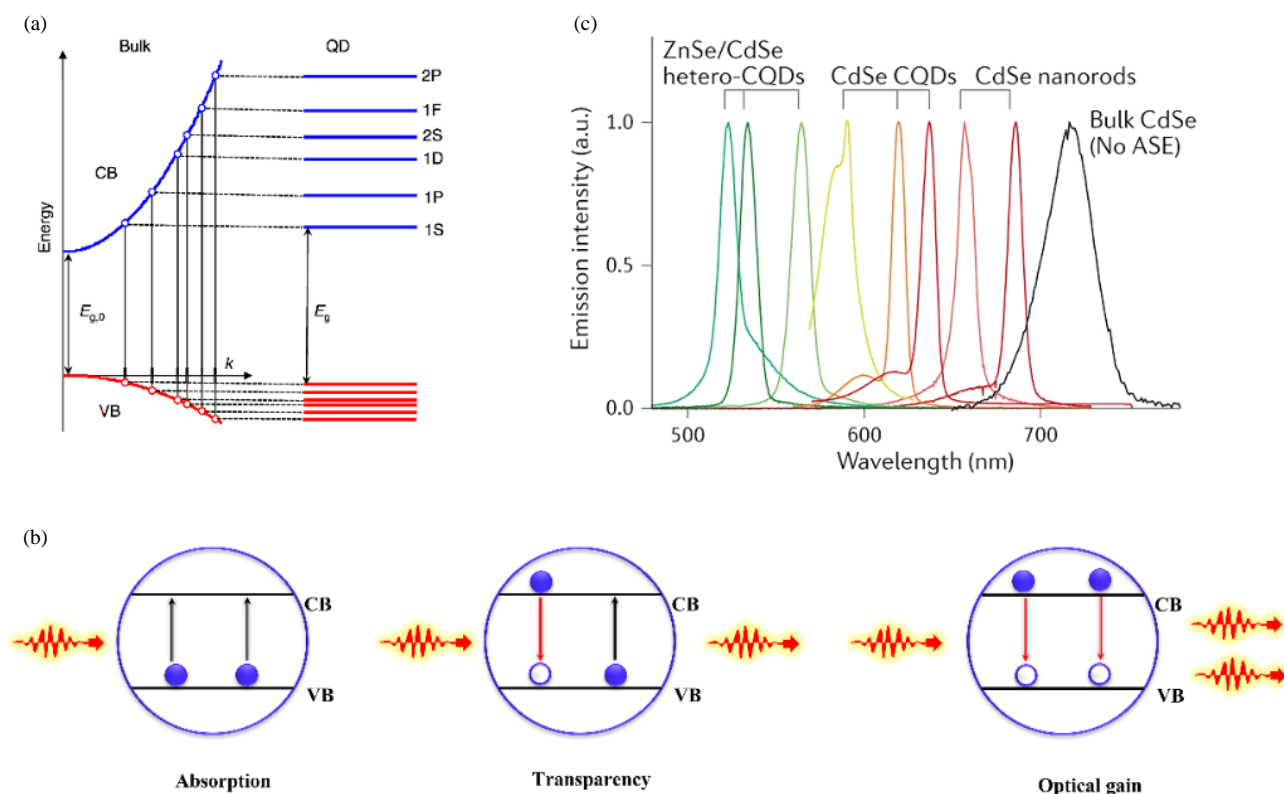 (a)
Bulk
QD
2P
1F
2S
1D
1P
1S
CB
Energy
E_g,0
E_g
k
VB
(c)
ZnSe/CdSe
hetero-CQDs
CdSe CQDs
CdSe nanorods
Bulk CdSe
(No ASE)
Emission intensity (a.u.)
1.0
0.5
0.0
500
600
700
Wavelength (nm)
(b)
CB
VB
Absorption
CB
VB
Transparency
CB
VB
Optical gain